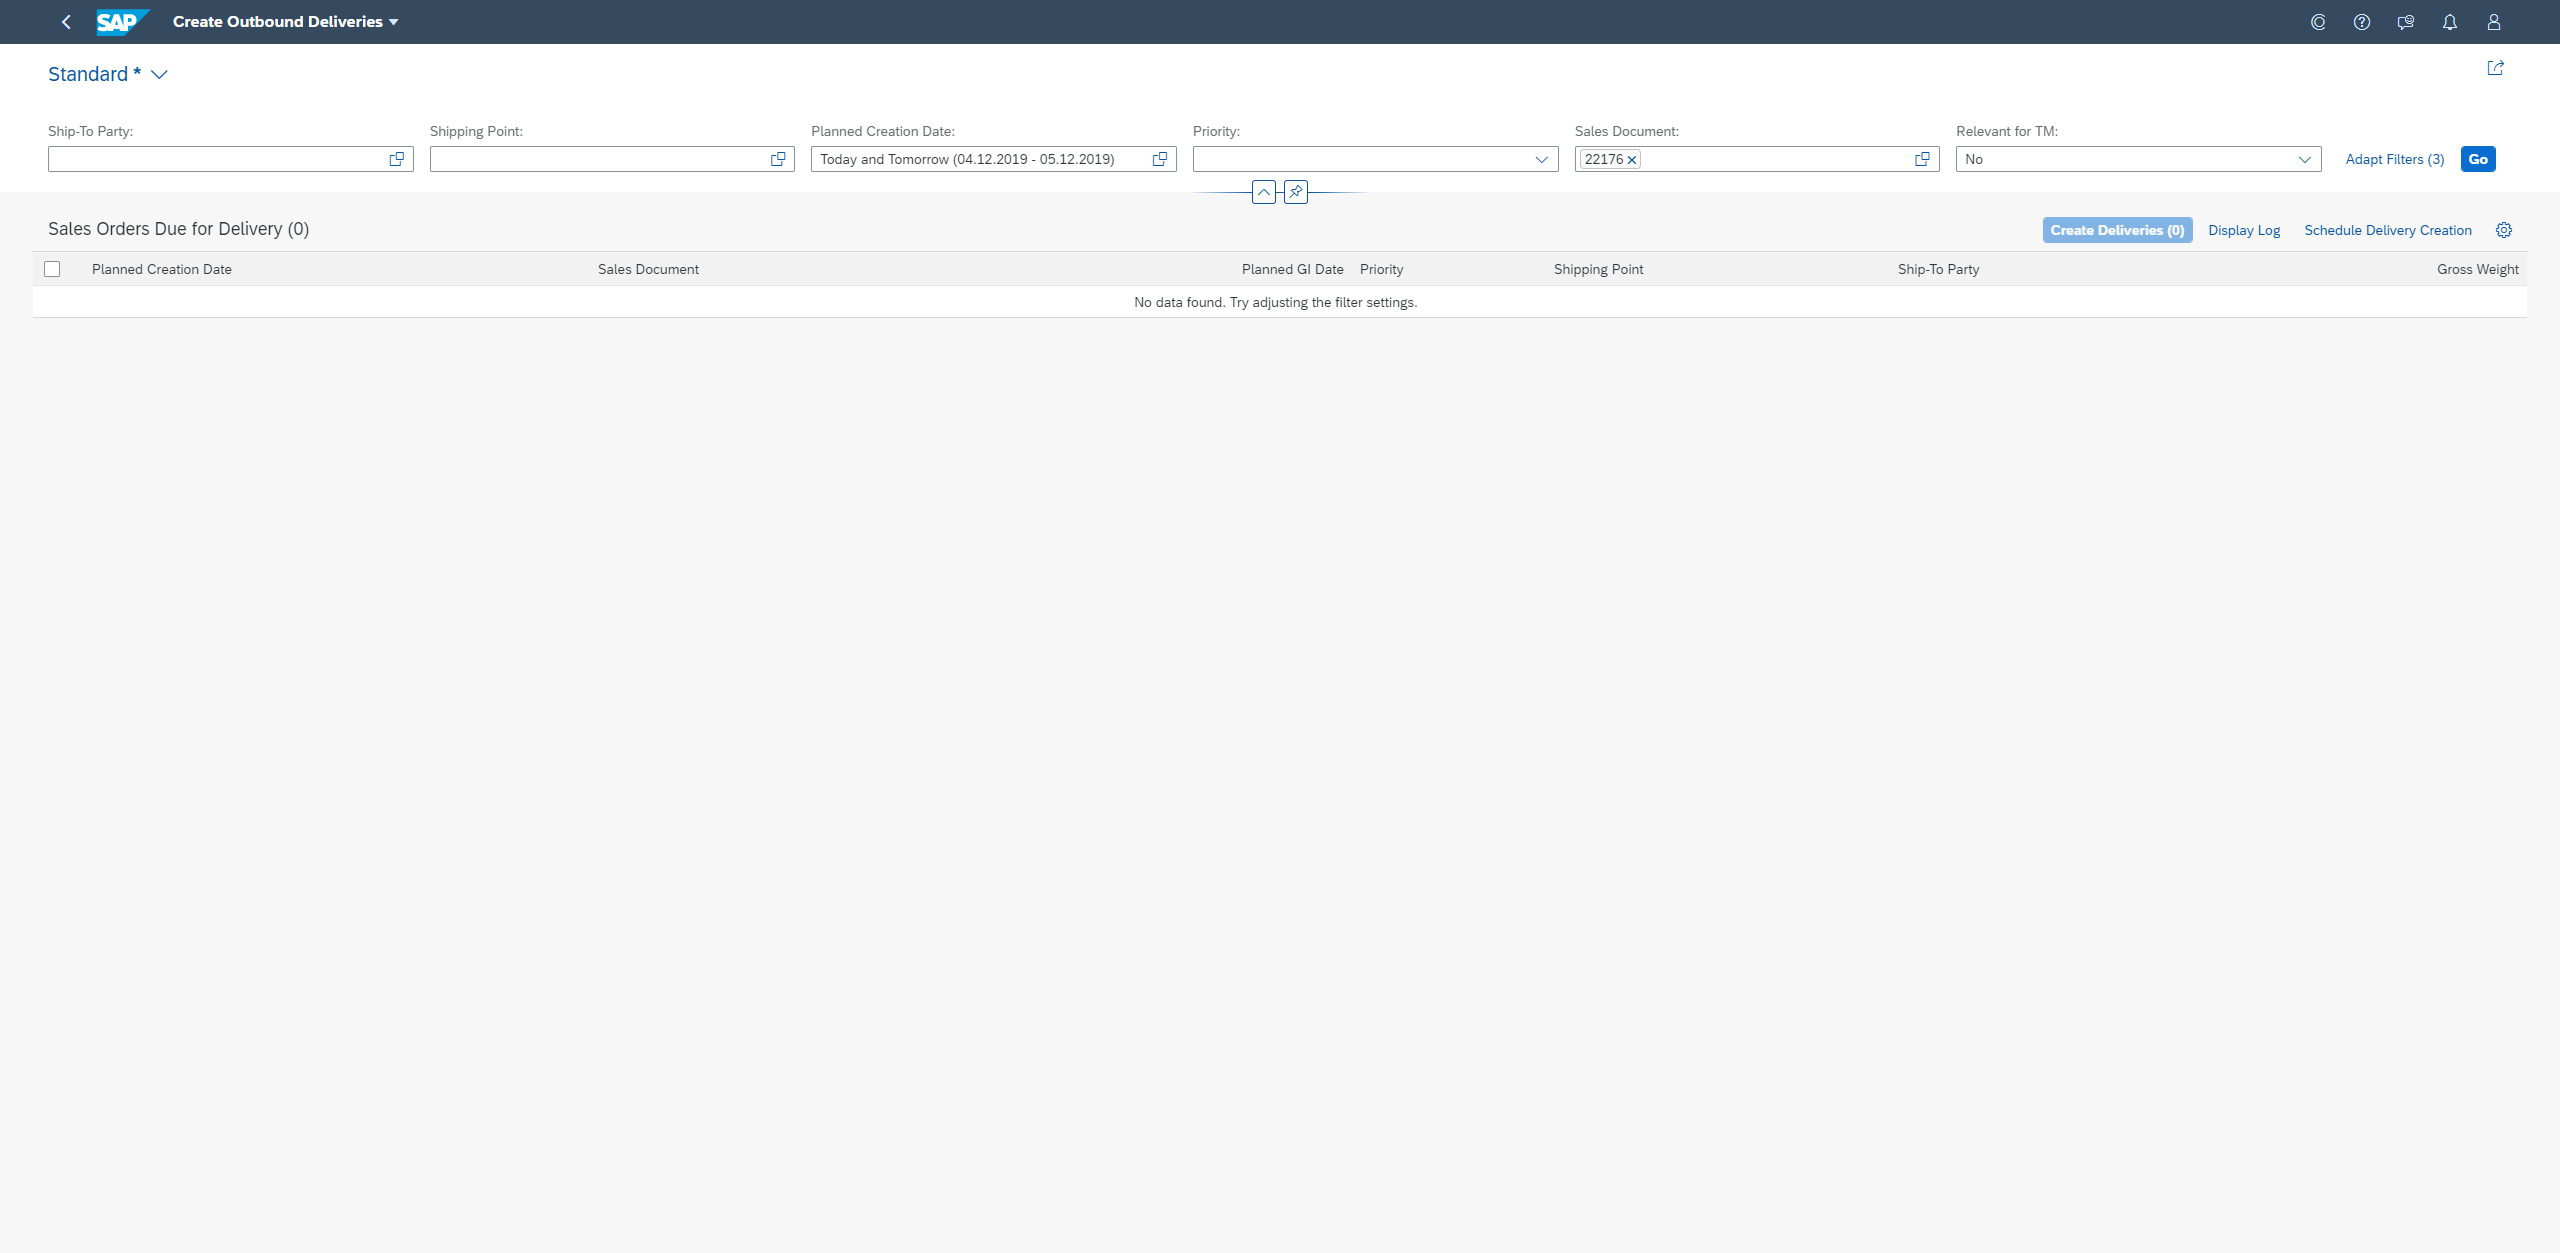 SAP Create Outbound Deliveries
Standard *
Ship-To Party: Shipping Point: Planned Creation Date: Priority: Sales Document: Relevant for TM:
Today and Tomorrow (04.12.2019 - 05.12.2019) 22176 No Adapt Filters (3) Go
Sales Orders Due for Delivery (0) Create Deliveries (0) Display Log Schedule Delivery Creation
Planned Creation Date Sales Document Planned GI Date Priority Shipping Point Ship-To Party Gross Weight
No data found. Try adjusting the filter settings.